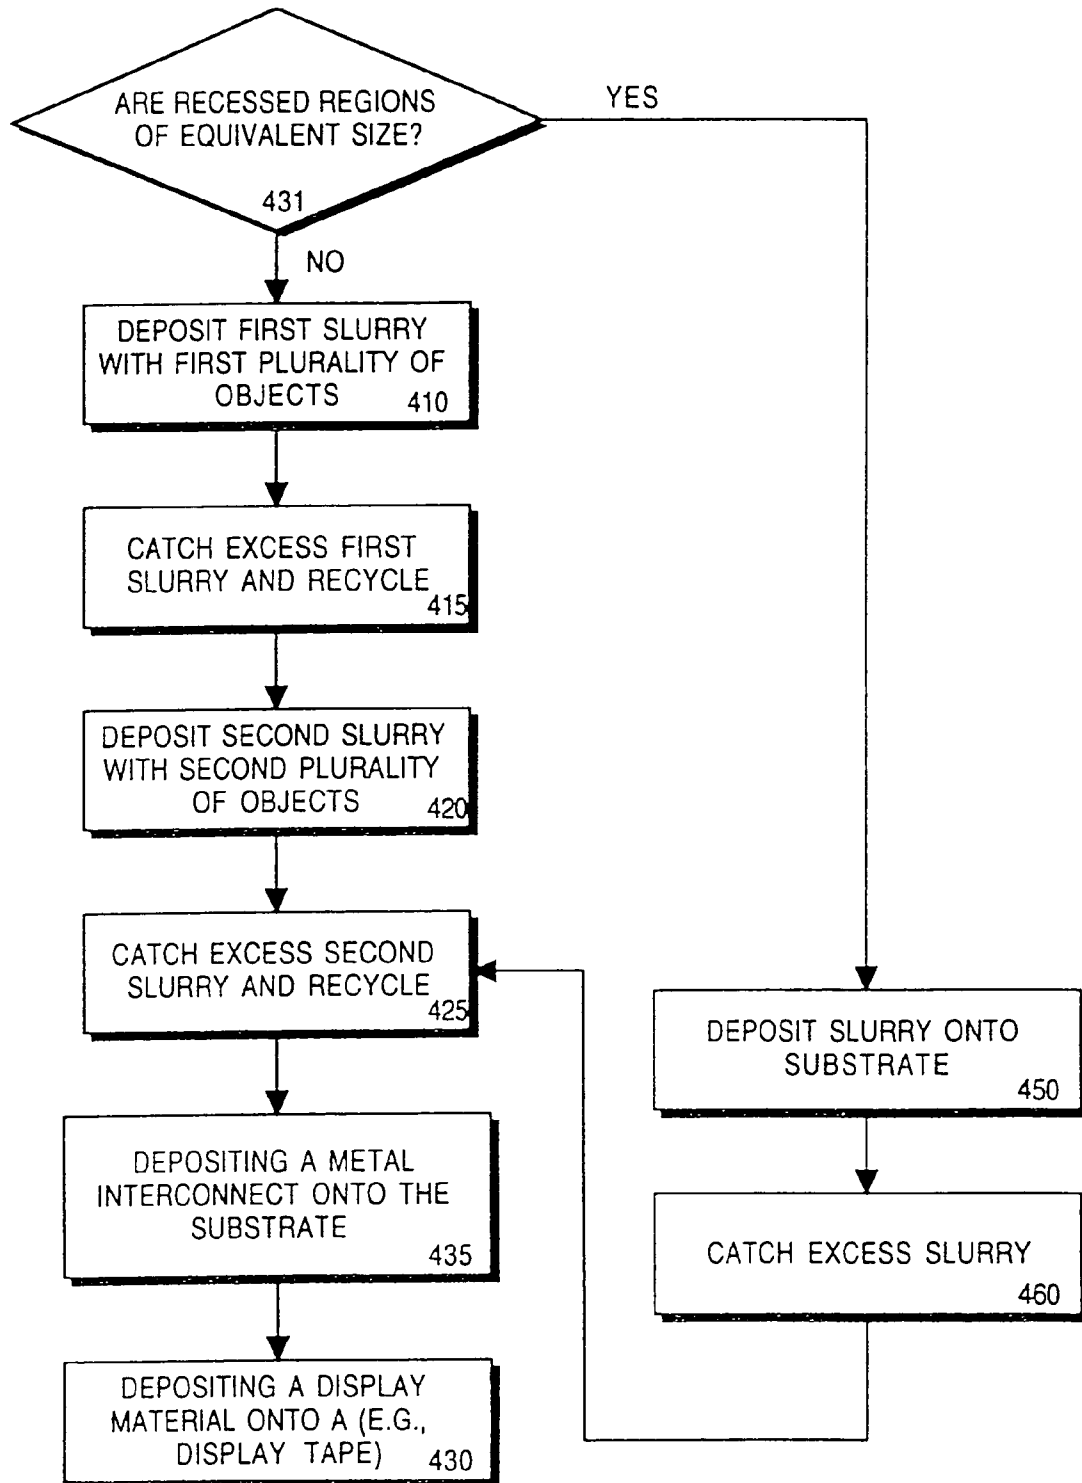 ARE RECESSED REGIONS
OF EQUIVALENT SIZE?
431
YES
NO
DEPOSIT FIRST SLURRY
WITH FIRST PLURALITY OF
OBJECTS 410
CATCH EXCESS FIRST
SLURRY AND RECYCLE
415
DEPOSIT SECOND SLURRY
WITH SECOND PLURALITY
OF OBJECTS 420
CATCH EXCESS SECOND
SLURRY AND RECYCLE
425
DEPOSIT SLURRY ONTO
SUBSTRATE
450
DEPOSITING A METAL
INTERCONNECT ONTO THE
SUBSTRATE
435
CATCH EXCESS SLURRY
460
DEPOSITING A DISPLAY
MATERIAL ONTO A (E.G.,
DISPLAY TAPE) 430